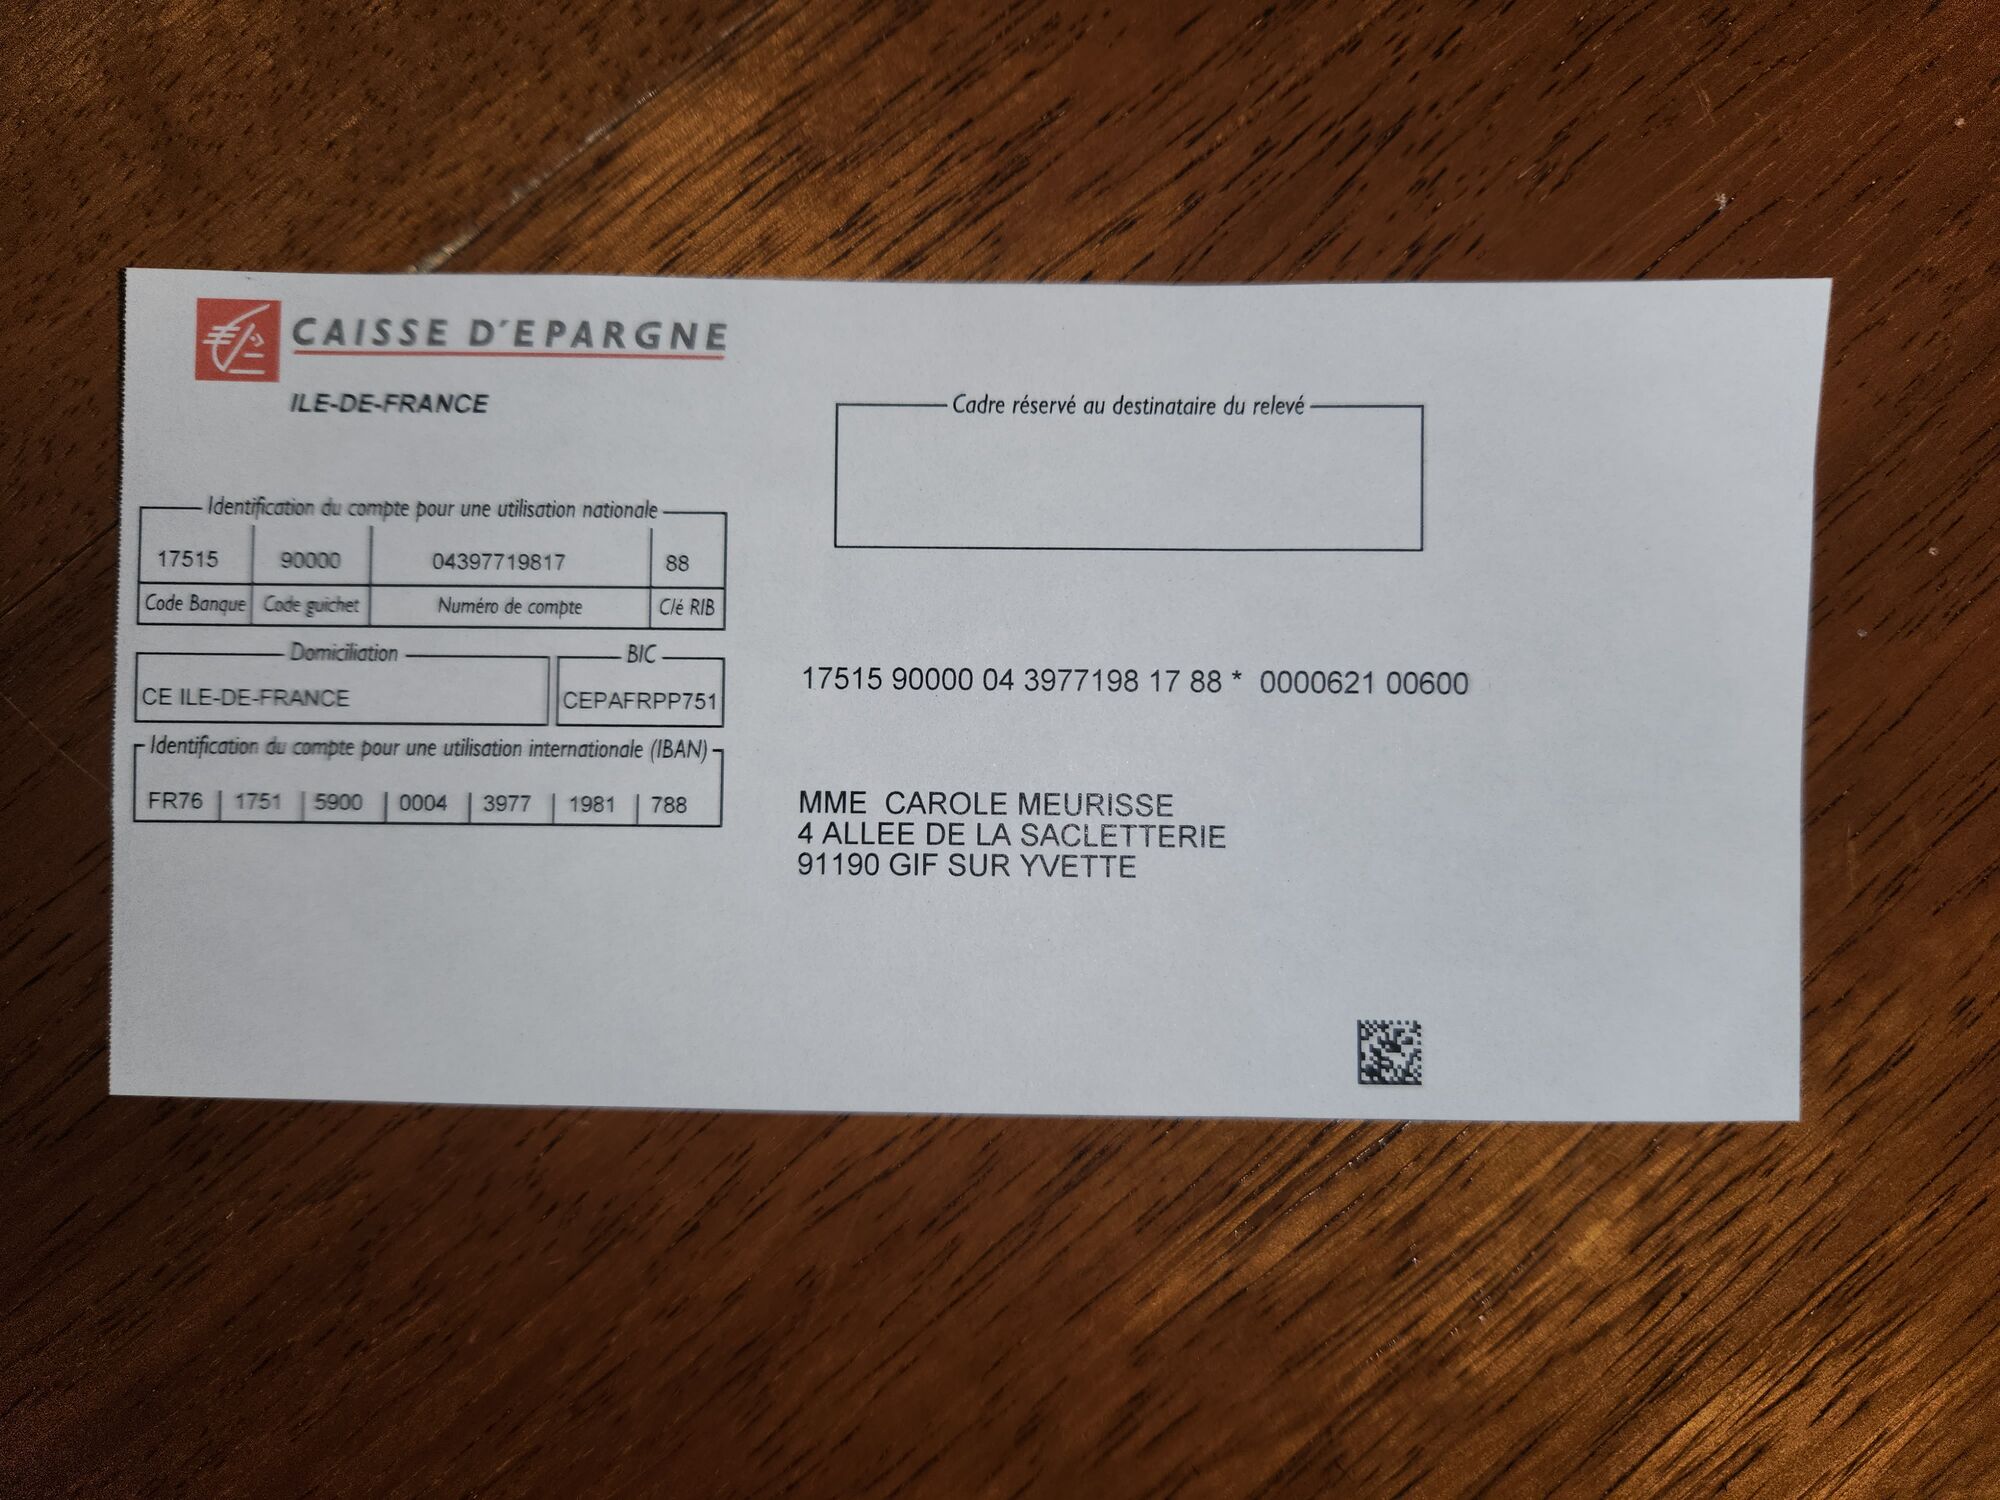 CAISSE D'EPARGNE
ILE-DE-FRANCE
Cadre réservé au destinataire du relevé
Identification du compte pour une utilisation nationale
17515 90000 04397719817 88
Code Banque Code guichet Numéro de compte Clé RIB
Domiciliation BIC
CE ILE-DE-FRANCE CEPAFRPP751
Identification du compte pour une utilisation internationale (IBAN)
FR76 1751 5900 0004 3977 1981 788
17515 90000 04 3977198 17 88 * 0000621 00600
MME CAROLE MEURISSE
4 ALLEE DE LA SACLETTERIE
91190 GIF SUR YVETTE